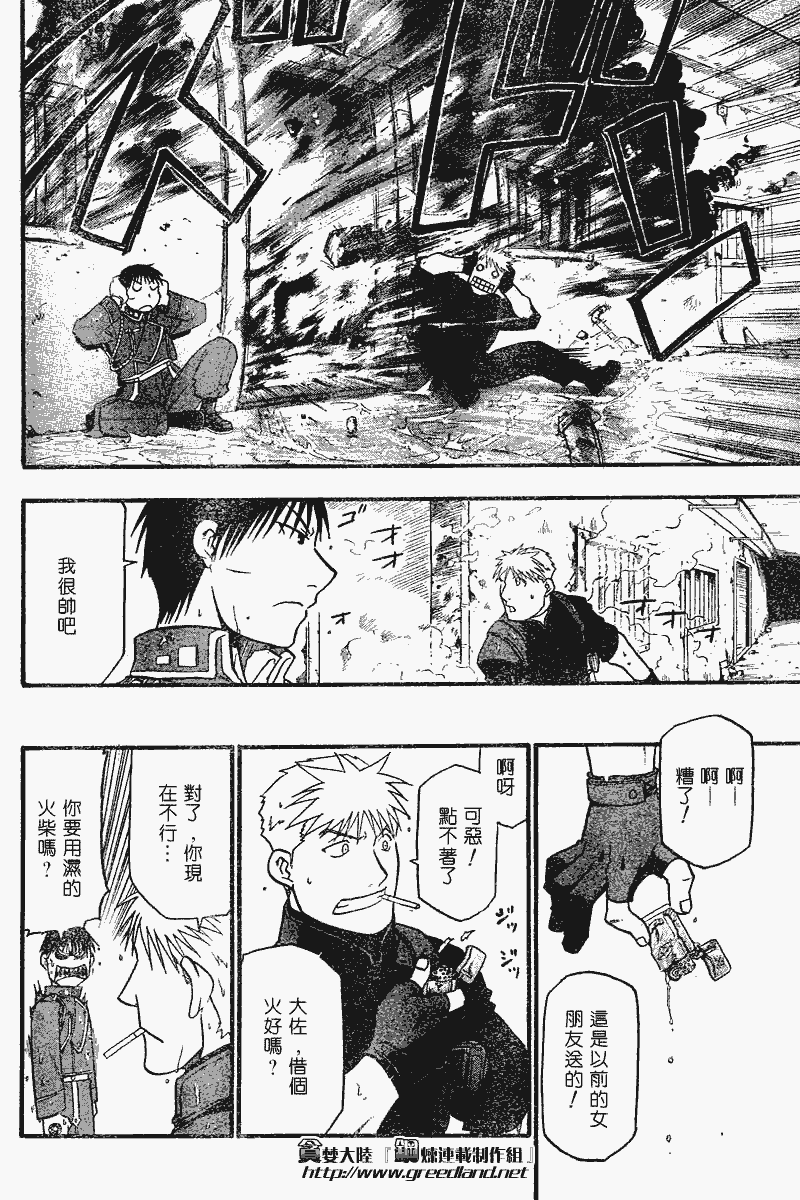 我很帥吧
ゴ
オ
オ
啊—
啊—
糟了！
這是以前的女
朋友送的！
啊呀
可惡！
點不著了
ジッ
ジッ
大佐，借個
火好嗎？
對了，你現
在不行…
你要用濕的
火柴嗎？
貪婪大陸『鋼煉連載制作組』
http://www.greedland.net